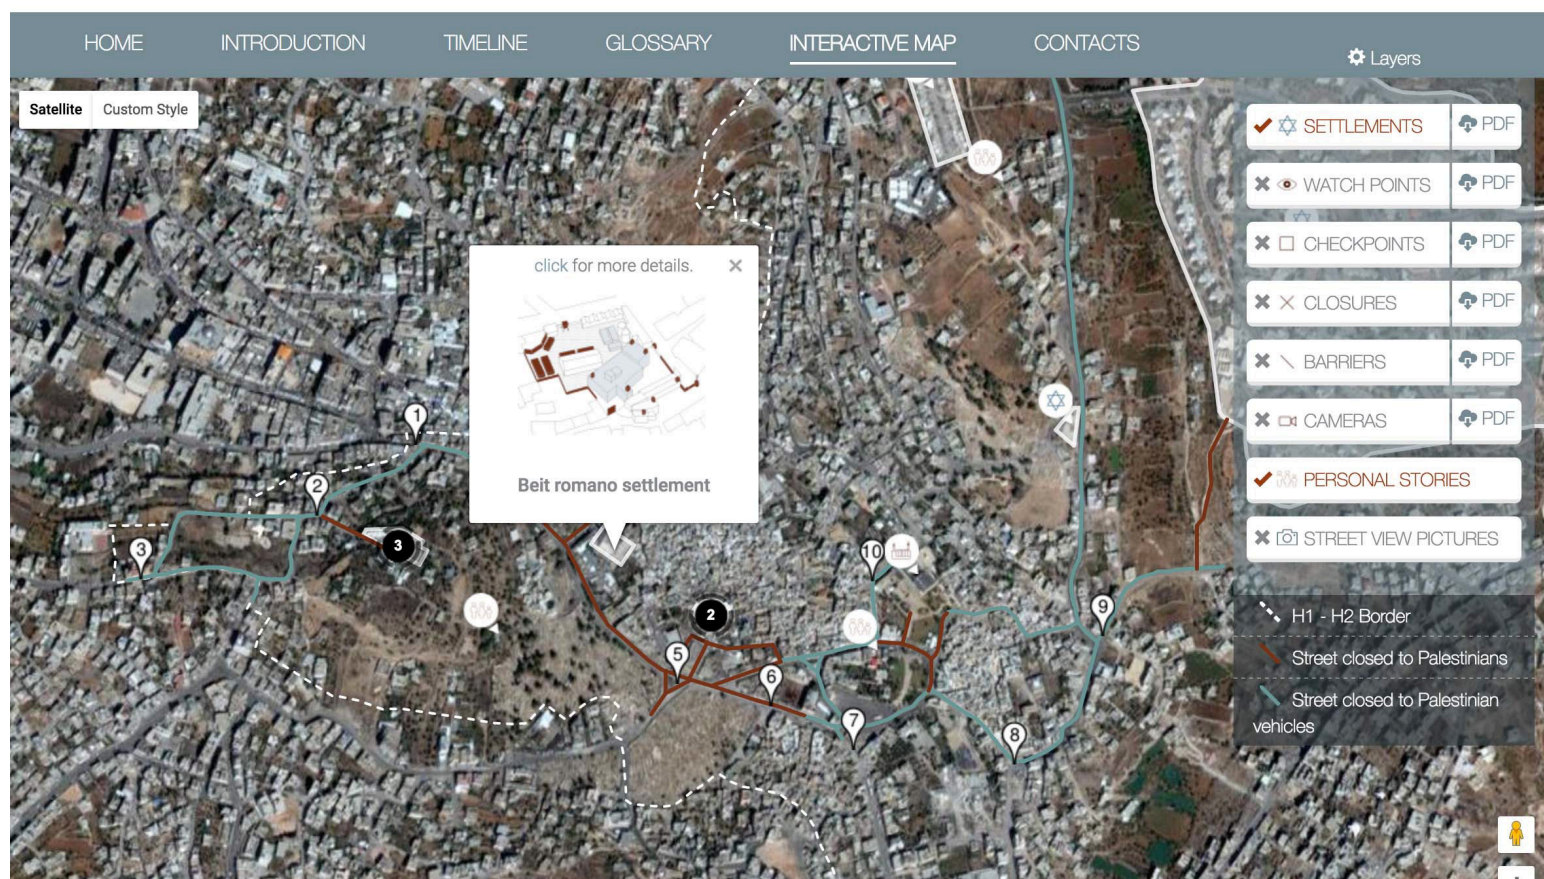 HOME INTRODUCTION TIMELINE GLOSSARY INTERACTIVE MAP CONTACTS
Layers
Satellite Custom Style
SETTLEMENTS PDF
WATCH POINTS PDF
CHECKPOINTS PDF
CLOSURES PDF
BARRIERS PDF
CAMERAS PDF
PERSONAL STORIES
STREET VIEW PICTURES
H1 - H2 Border
Street closed to Palestinians
Street closed to Palestinian
vehicles
click for more details.
Beit romano settlement
1
2
3
3
10
2
5
6
7
8
9